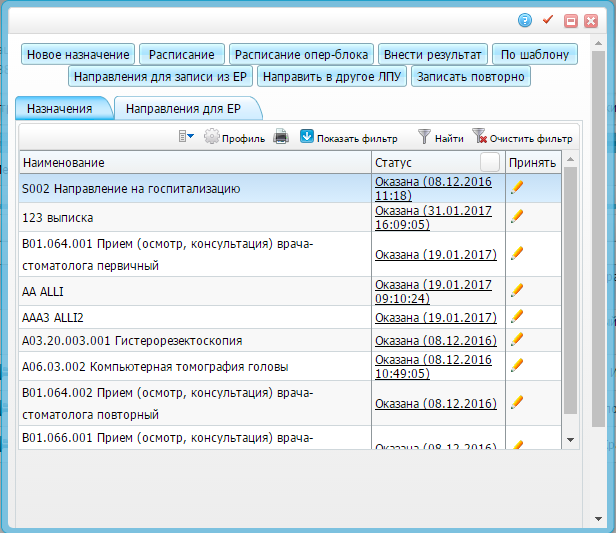 Новое назначение Расписание Расписание опер-блока Внести результат По шаблону
Направления для записи из ЕР Направить в другое ЛПУ Записать повторно
Назначения Направления для ЕР
Профиль Показать фильтр Найти Очистить фильтр
Наименование Статус Принять
S002 Направление на госпитализацию Оказана (08.12.2016
11:18)
123 выписка Оказана (31.01.2017
16:09:05)
B01.064.001 Прием (осмотр, консультация) врача-
стоматолога первичный Оказана (19.01.2017)
AA ALLI Оказана (19.01.2017
09:10:24)
AAA3 ALLI2 Оказана (19.01.2017)
A03.20.003.001 Гистерорезектоскопия Оказана (08.12.2016)
A06.03.002 Компьютерная томография головы Оказана (08.12.2016
10:49:05)
B01.064.002 Прием (осмотр, консультация) врача-
стоматолога повторный Оказана (08.12.2016)
B01.066.001 Прием (осмотр, консультация) врача-
Оказана (08.12.2016)